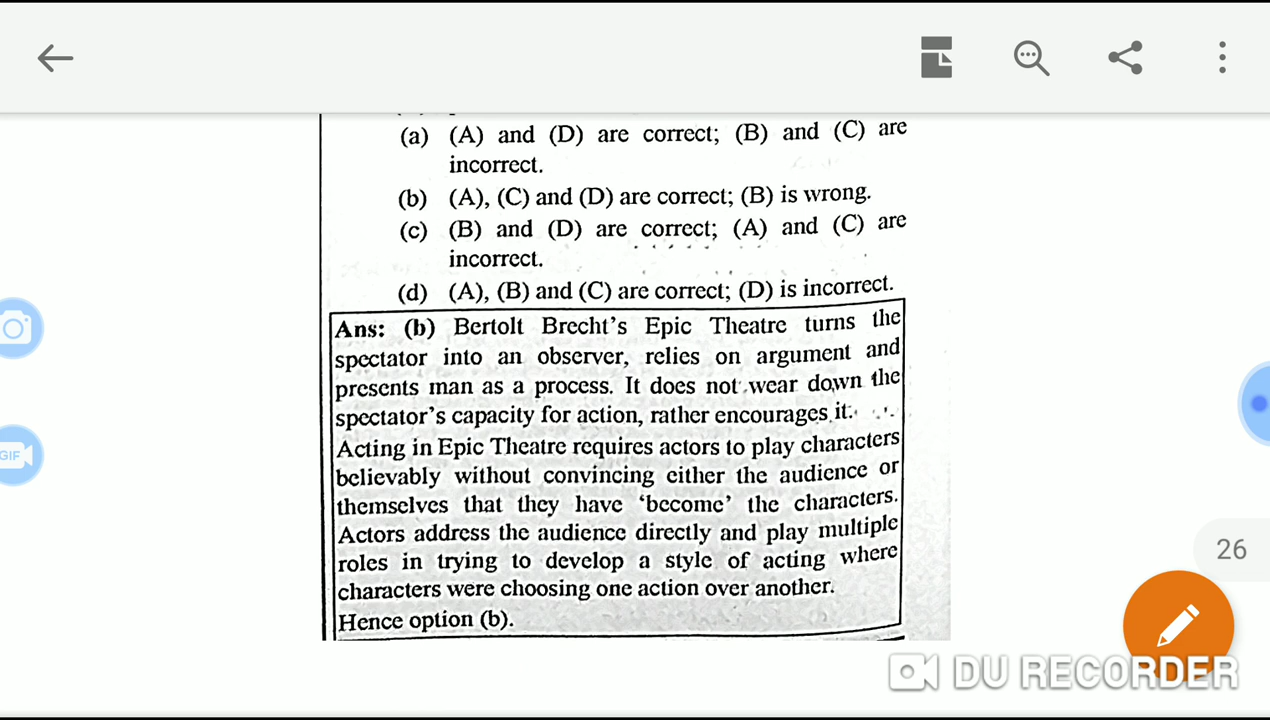 (a) (A) and (D) are correct; (B) and (C) are
incorrect.
(b) (A), (C) and (D) are correct; (B) is wrong.
(c) (B) and (D) are correct; (A) and (C) are
incorrect.
(d) (A), (B) and (C) are correct; (D) is incorrect.
Ans: (b) Bertolt Brecht's Epic Theatre turns the
spectator into an observer, relies on argument and
presents man as a process. It does not wear down the
spectator's capacity for action, rather encourages it.
Acting in Epic Theatre requires actors to play characters
believably without convincing either the audience or
themselves that they have 'become' the characters.
Actors address the audience directly and play multiple
roles in trying to develop a style of acting where
characters were choosing one action over another.
Hence option (b).
GIF
26
DU RECORDER